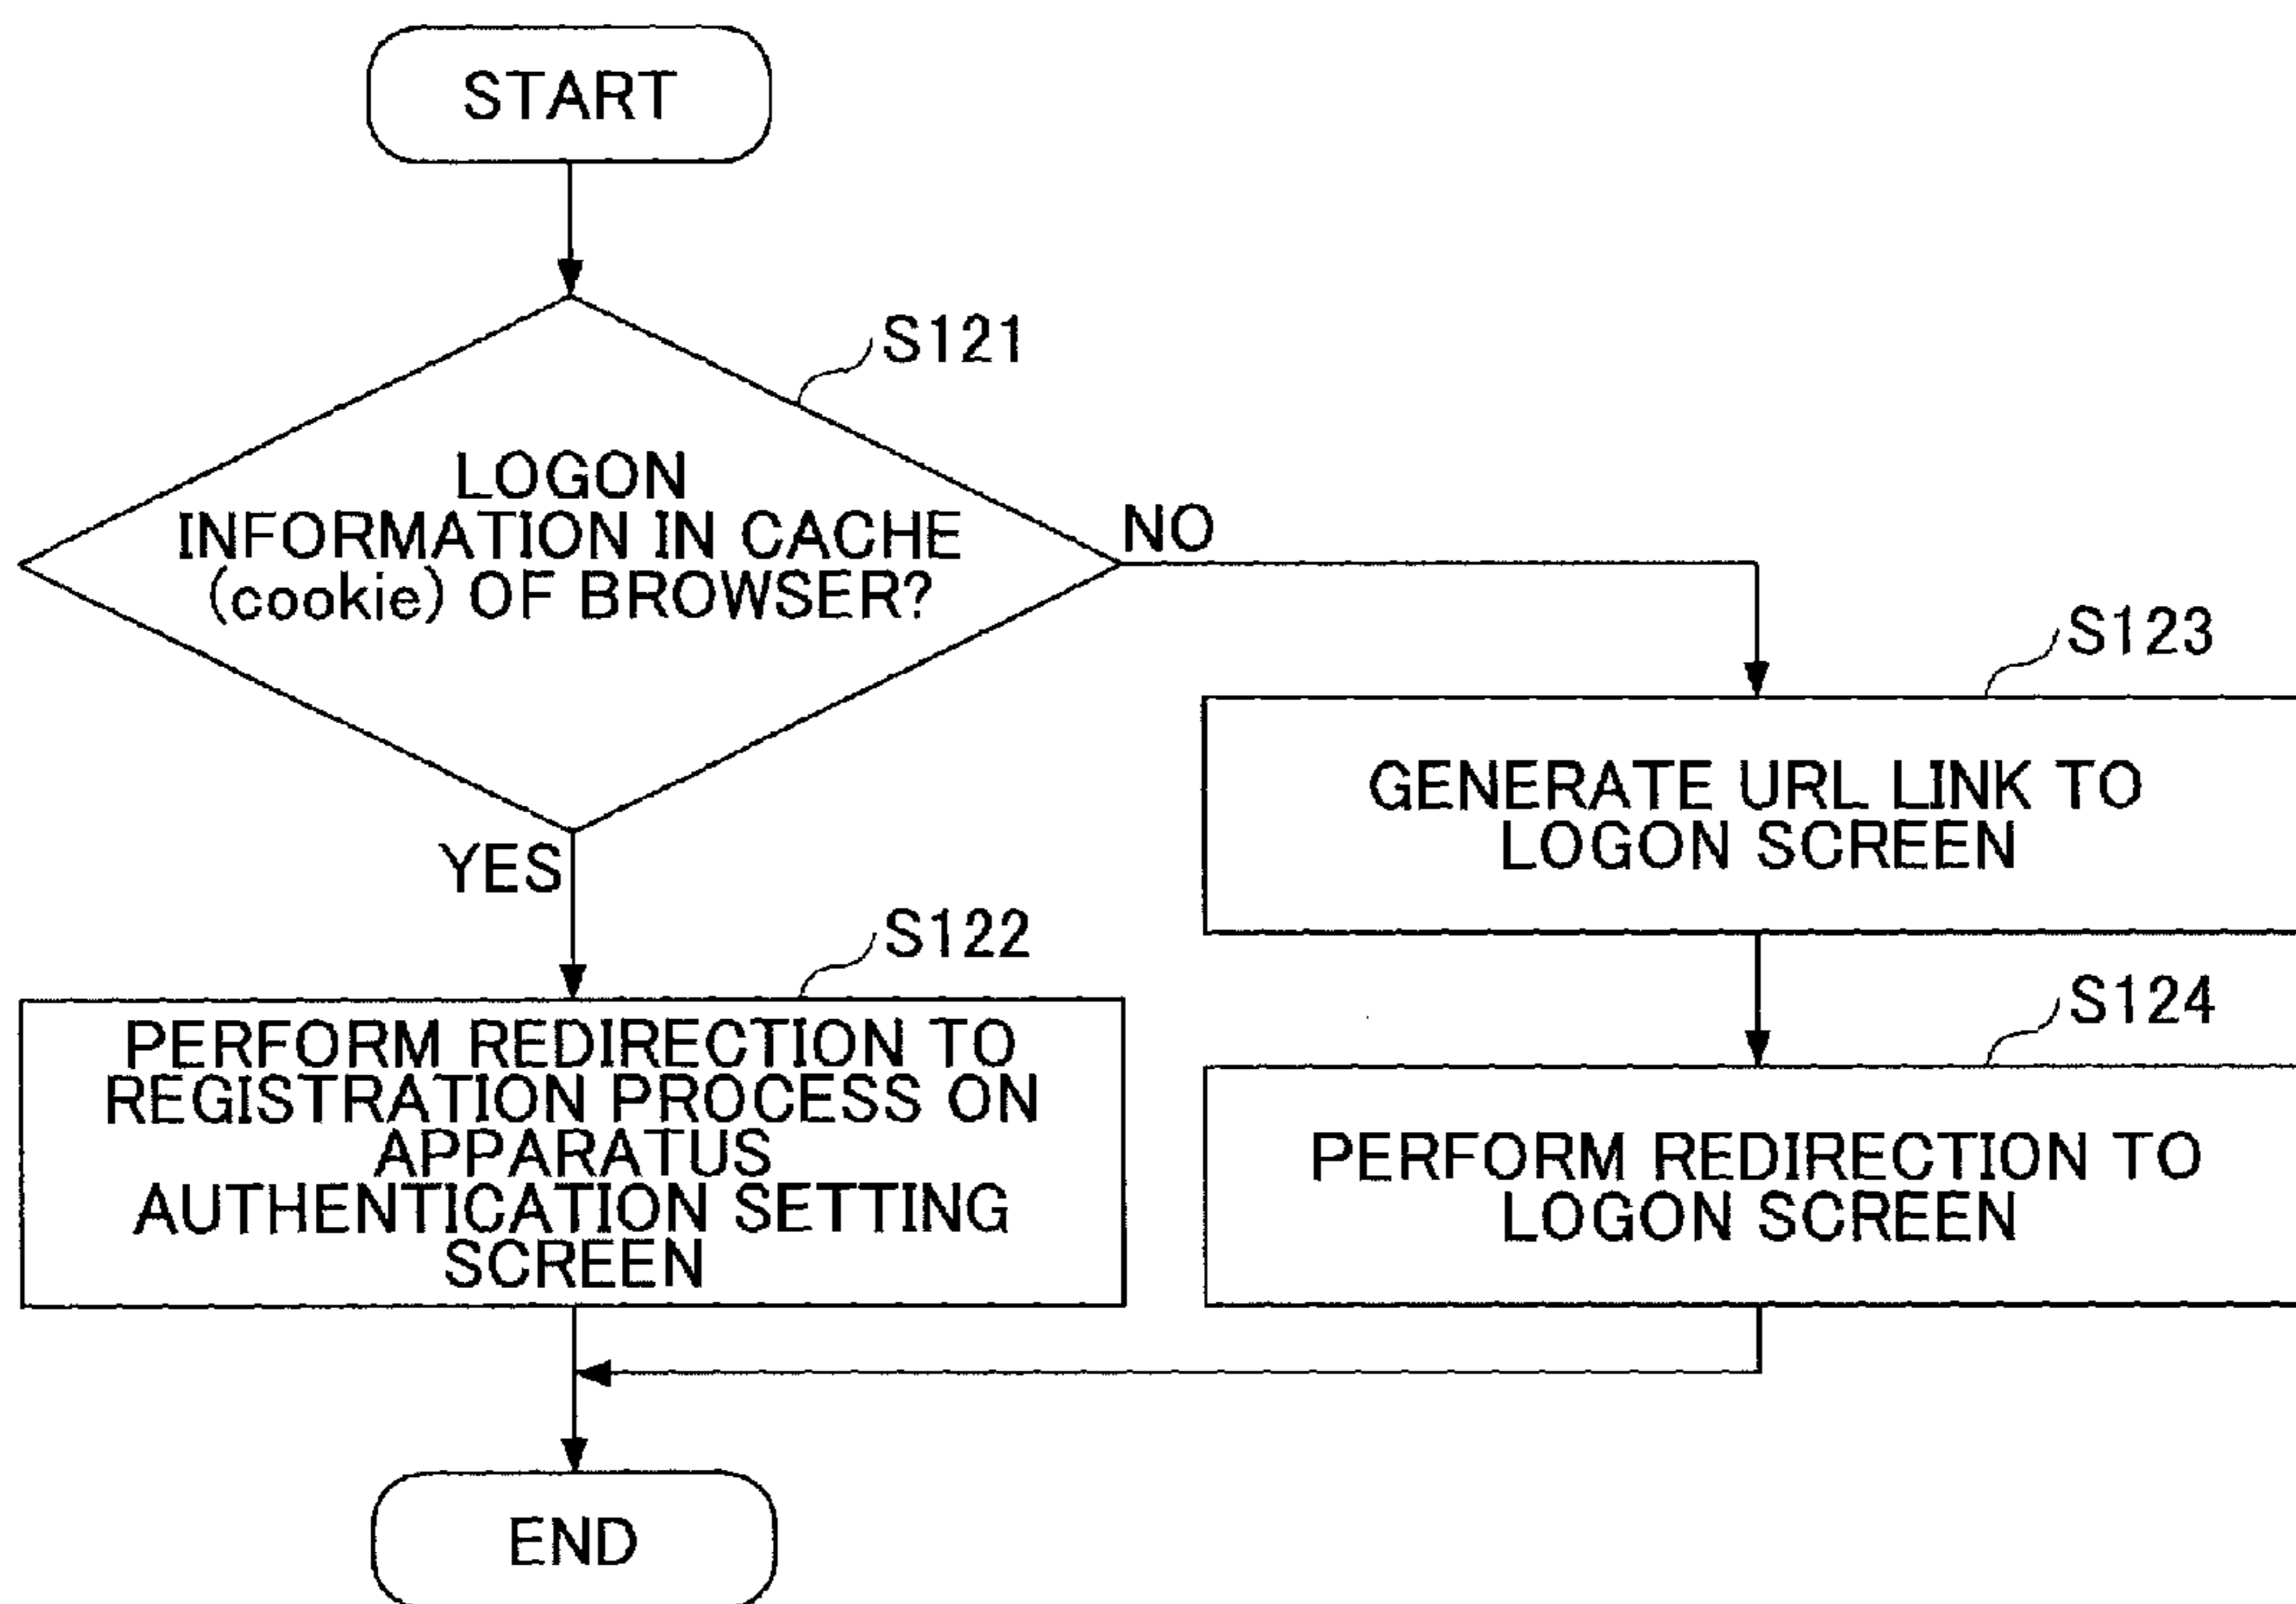 START
S121
LOGON
INFORMATION IN CACHE
(cookie) OF BROWSER?
NO
YES
S123
GENERATE URL LINK TO
LOGON SCREEN
S122
PERFORM REDIRECTION TO
REGISTRATION PROCESS ON
APPARATUS
AUTHENTICATION SETTING
SCREEN
S124
PERFORM REDIRECTION TO
LOGON SCREEN
END